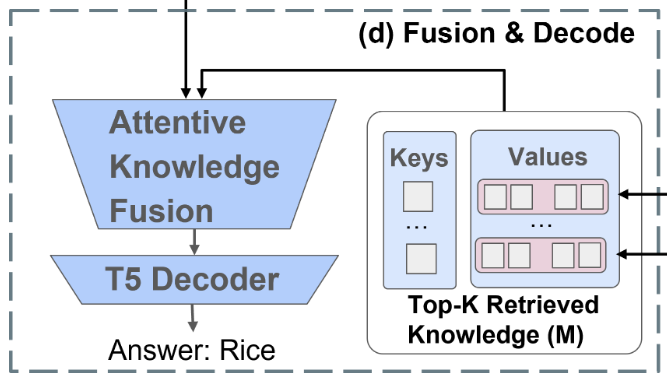 (d) Fusion & Decode
Attentive
Knowledge
Fusion
T5 Decoder
Answer: Rice
Keys
...
Values
...
Top-K Retrieved
Knowledge (M)